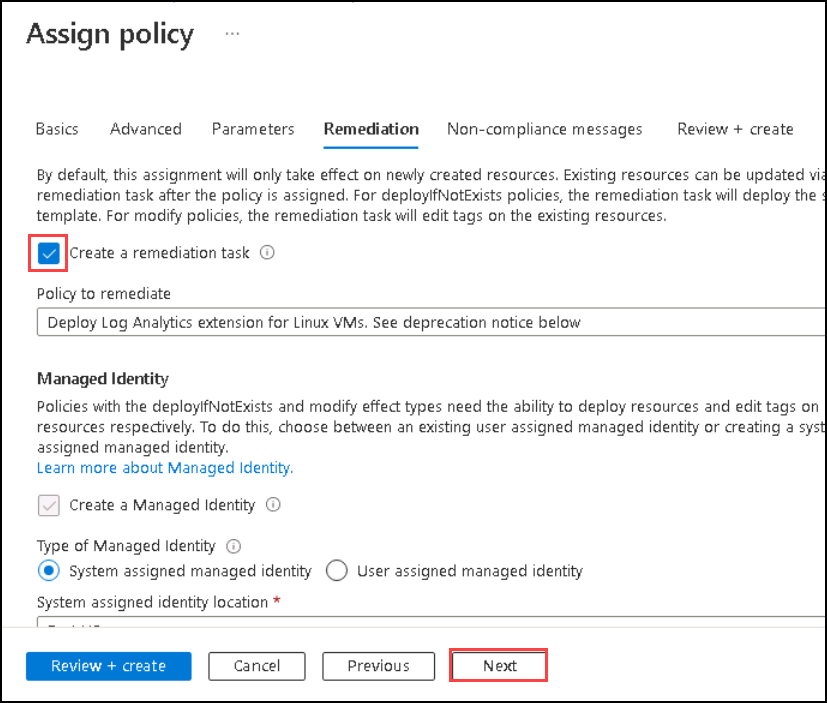 Assign policy ...
Basics Advanced Parameters Remediation Non-compliance messages Review + create
By default, this assignment will only take effect on newly created resources. Existing resources can be updated via
remediation task after the policy is assigned. For deployIfNotExists policies, the remediation task will deploy the s
template. For modify policies, the remediation task will edit tags on the existing resources.
Create a remediation task
Policy to remediate
Deploy Log Analytics extension for Linux VMs. See deprecation notice below
Managed Identity
Policies with the deployIfNotExists and modify effect types need the ability to deploy resources and edit tags on
resources respectively. To do this, choose between an existing user assigned managed identity or creating a syst
assigned managed identity.
Learn more about Managed Identity.
Create a Managed Identity
Type of Managed Identity
System assigned managed identity User assigned managed identity
System assigned identity location *
Review + create Cancel Previous Next